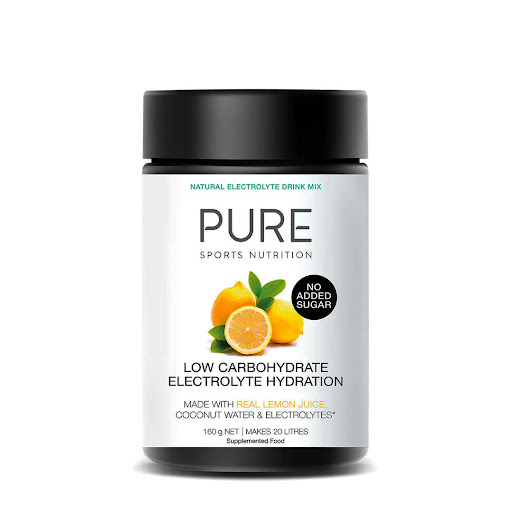 NATURAL ELECTROLYTE DRINK MIX
PURE
SPORTS NUTRITION
NO
ADDED
SUGAR
LOW CARBOHYDRATE
ELECTROLYTE HYDRATION
MADE WITH REAL LEMON JUICE,
COCONUT WATER & ELECTROLYTES*
160 g NET | MAKES 20 LITRES
Supplemented Food